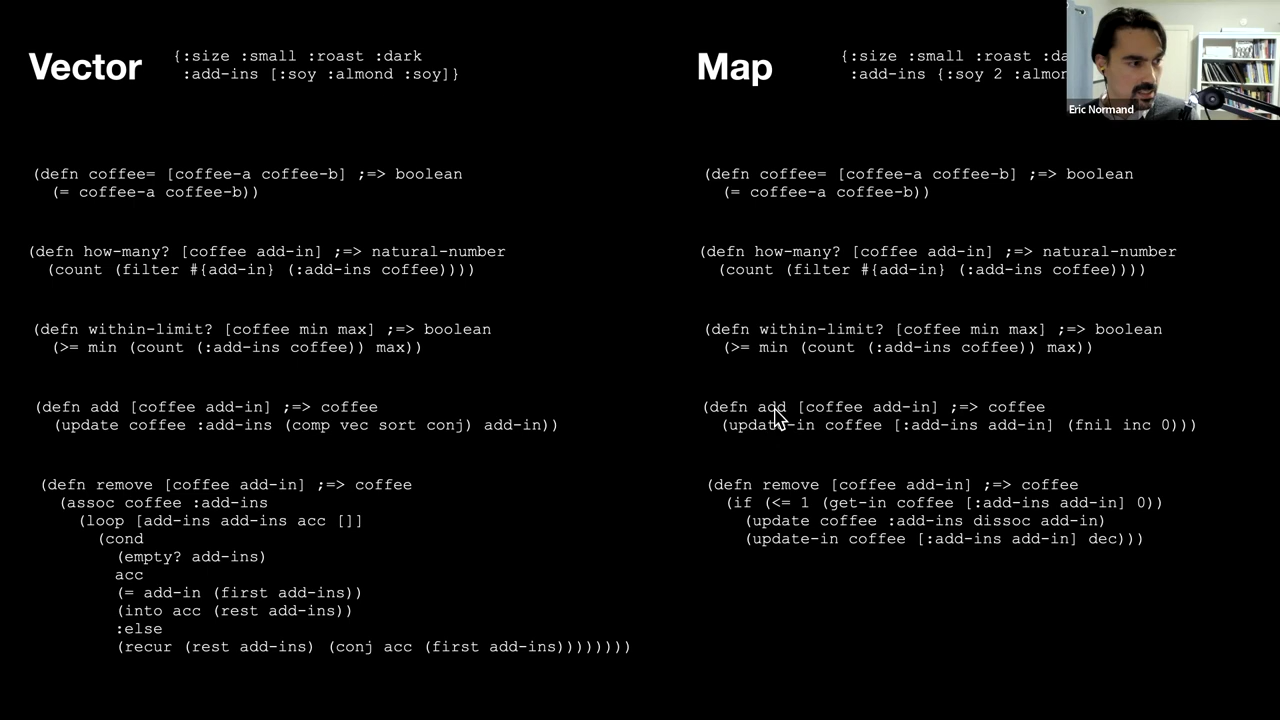 Vector
{:size :small :roast :dark
:add-ins [:soy :almond :soy]}
(defn coffee= [coffee-a coffee-b] ;=> boolean
(= coffee-a coffee-b))
(defn how-many? [coffee add-in] ;=> natural-number
(count (filter #{add-in} (:add-ins coffee))))
(defn within-limit? [coffee min max] ;=> boolean
(>= min (count (:add-ins coffee)) max))
(defn add [coffee add-in] ;=> coffee
(update coffee :add-ins (comp vec sort conj) add-in))
(defn remove [coffee add-in] ;=> coffee
(assoc coffee :add-ins
(loop [add-ins add-ins acc []]
(cond
(empty? add-ins)
acc
(= add-in (first add-ins))
(into acc (rest add-ins))
:else
(recur (rest add-ins) (conj acc (first add-ins))))))))
Map
{:size :small :roast :da
:add-ins {:soy 2 :almon
Eric Normand
(defn coffee= [coffee-a coffee-b] ;=> boolean
(= coffee-a coffee-b))
(defn how-many? [coffee add-in] ;=> natural-number
(count (filter #{add-in} (:add-ins coffee))))
(defn within-limit? [coffee min max] ;=> boolean
(>= min (count (:add-ins coffee)) max))
(defn add [coffee add-in] ;=> coffee
(update-in coffee [:add-ins add-in] (fnil inc 0)))
(defn remove [coffee add-in] ;=> coffee
(if (<= 1 (get-in coffee [:add-ins add-in] 0))
(update coffee :add-ins dissoc add-in)
(update-in coffee [:add-ins add-in] dec)))